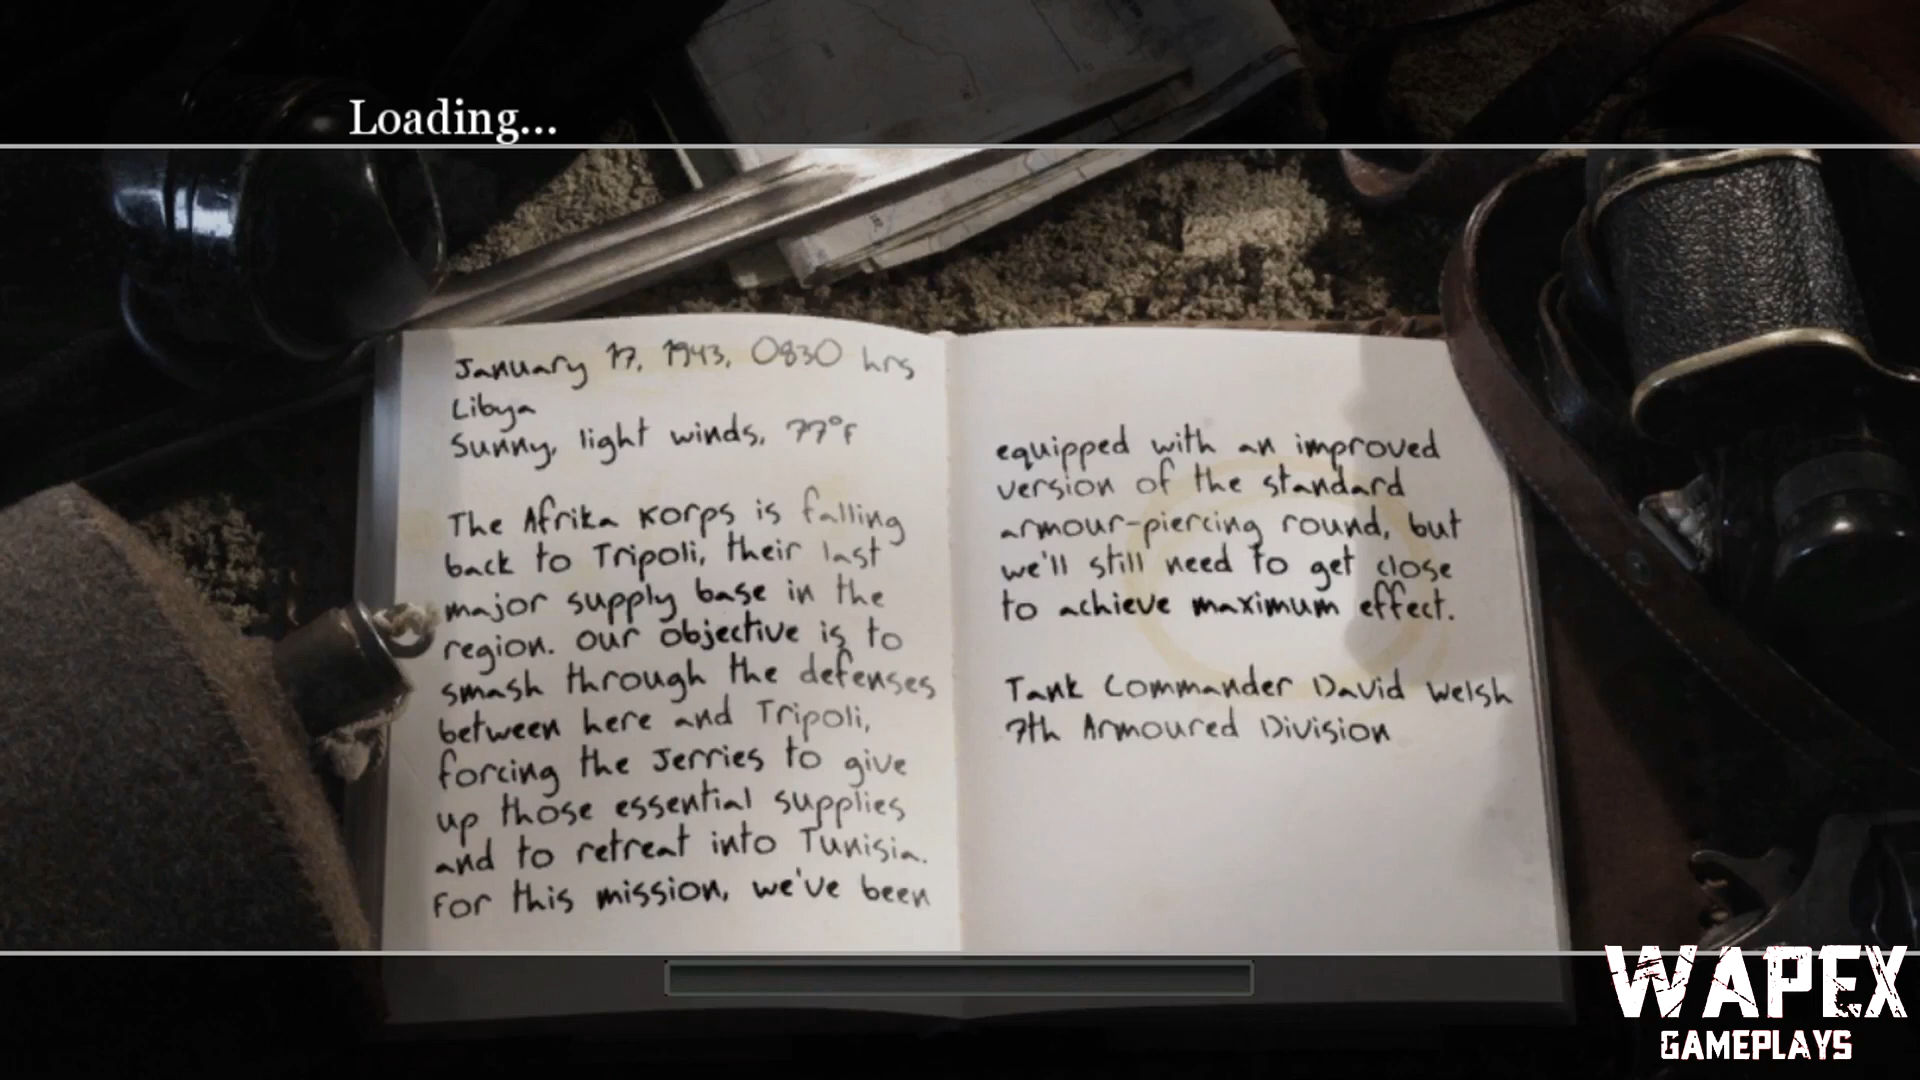 Loading...
January 17, 1943, 0830 hrs
Libya
Sunny, light winds, 77°F
The Afrika Korps is falling
back to Tripoli, their last
major supply base in the
region. Our objective is to
smash through the defenses
between here and Tripoli,
forcing the Jerries to give
up those essential supplies
and to retreat into Tunisia.
For this mission, we've been
equipped with an improved
version of the standard
armour-piercing round, but
we'll still need to get close
to achieve maximum effect.
Tank Commander David Welsh
7th Armoured Division
WAPEX
GAMEPLAYS